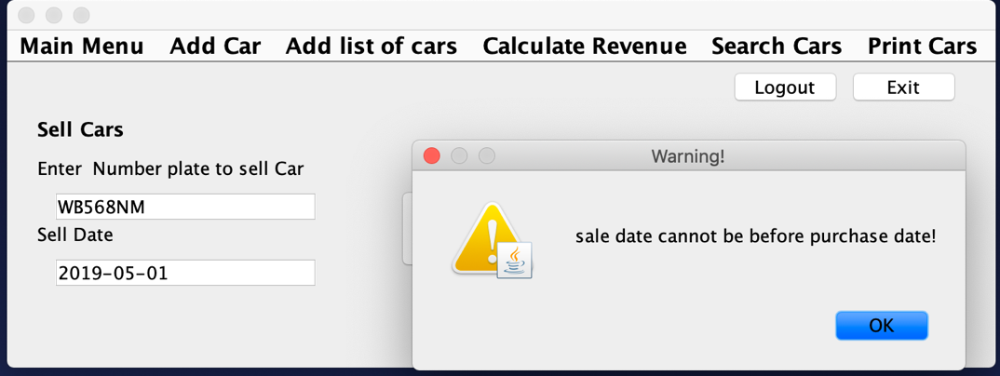 Main Menu Add Car Add list of cars Calculate Revenue Search Cars Print Cars
Logout Exit
Sell Cars
Enter  Number plate to sell Car
WB568NM
Sell Date
2019-05-01
Warning!
sale date cannot be before purchase date!
OK